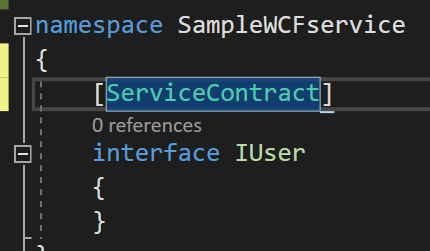 namespace SampleWCFservice
{
[ServiceContract]
0 references
interface IUser
{
}
}